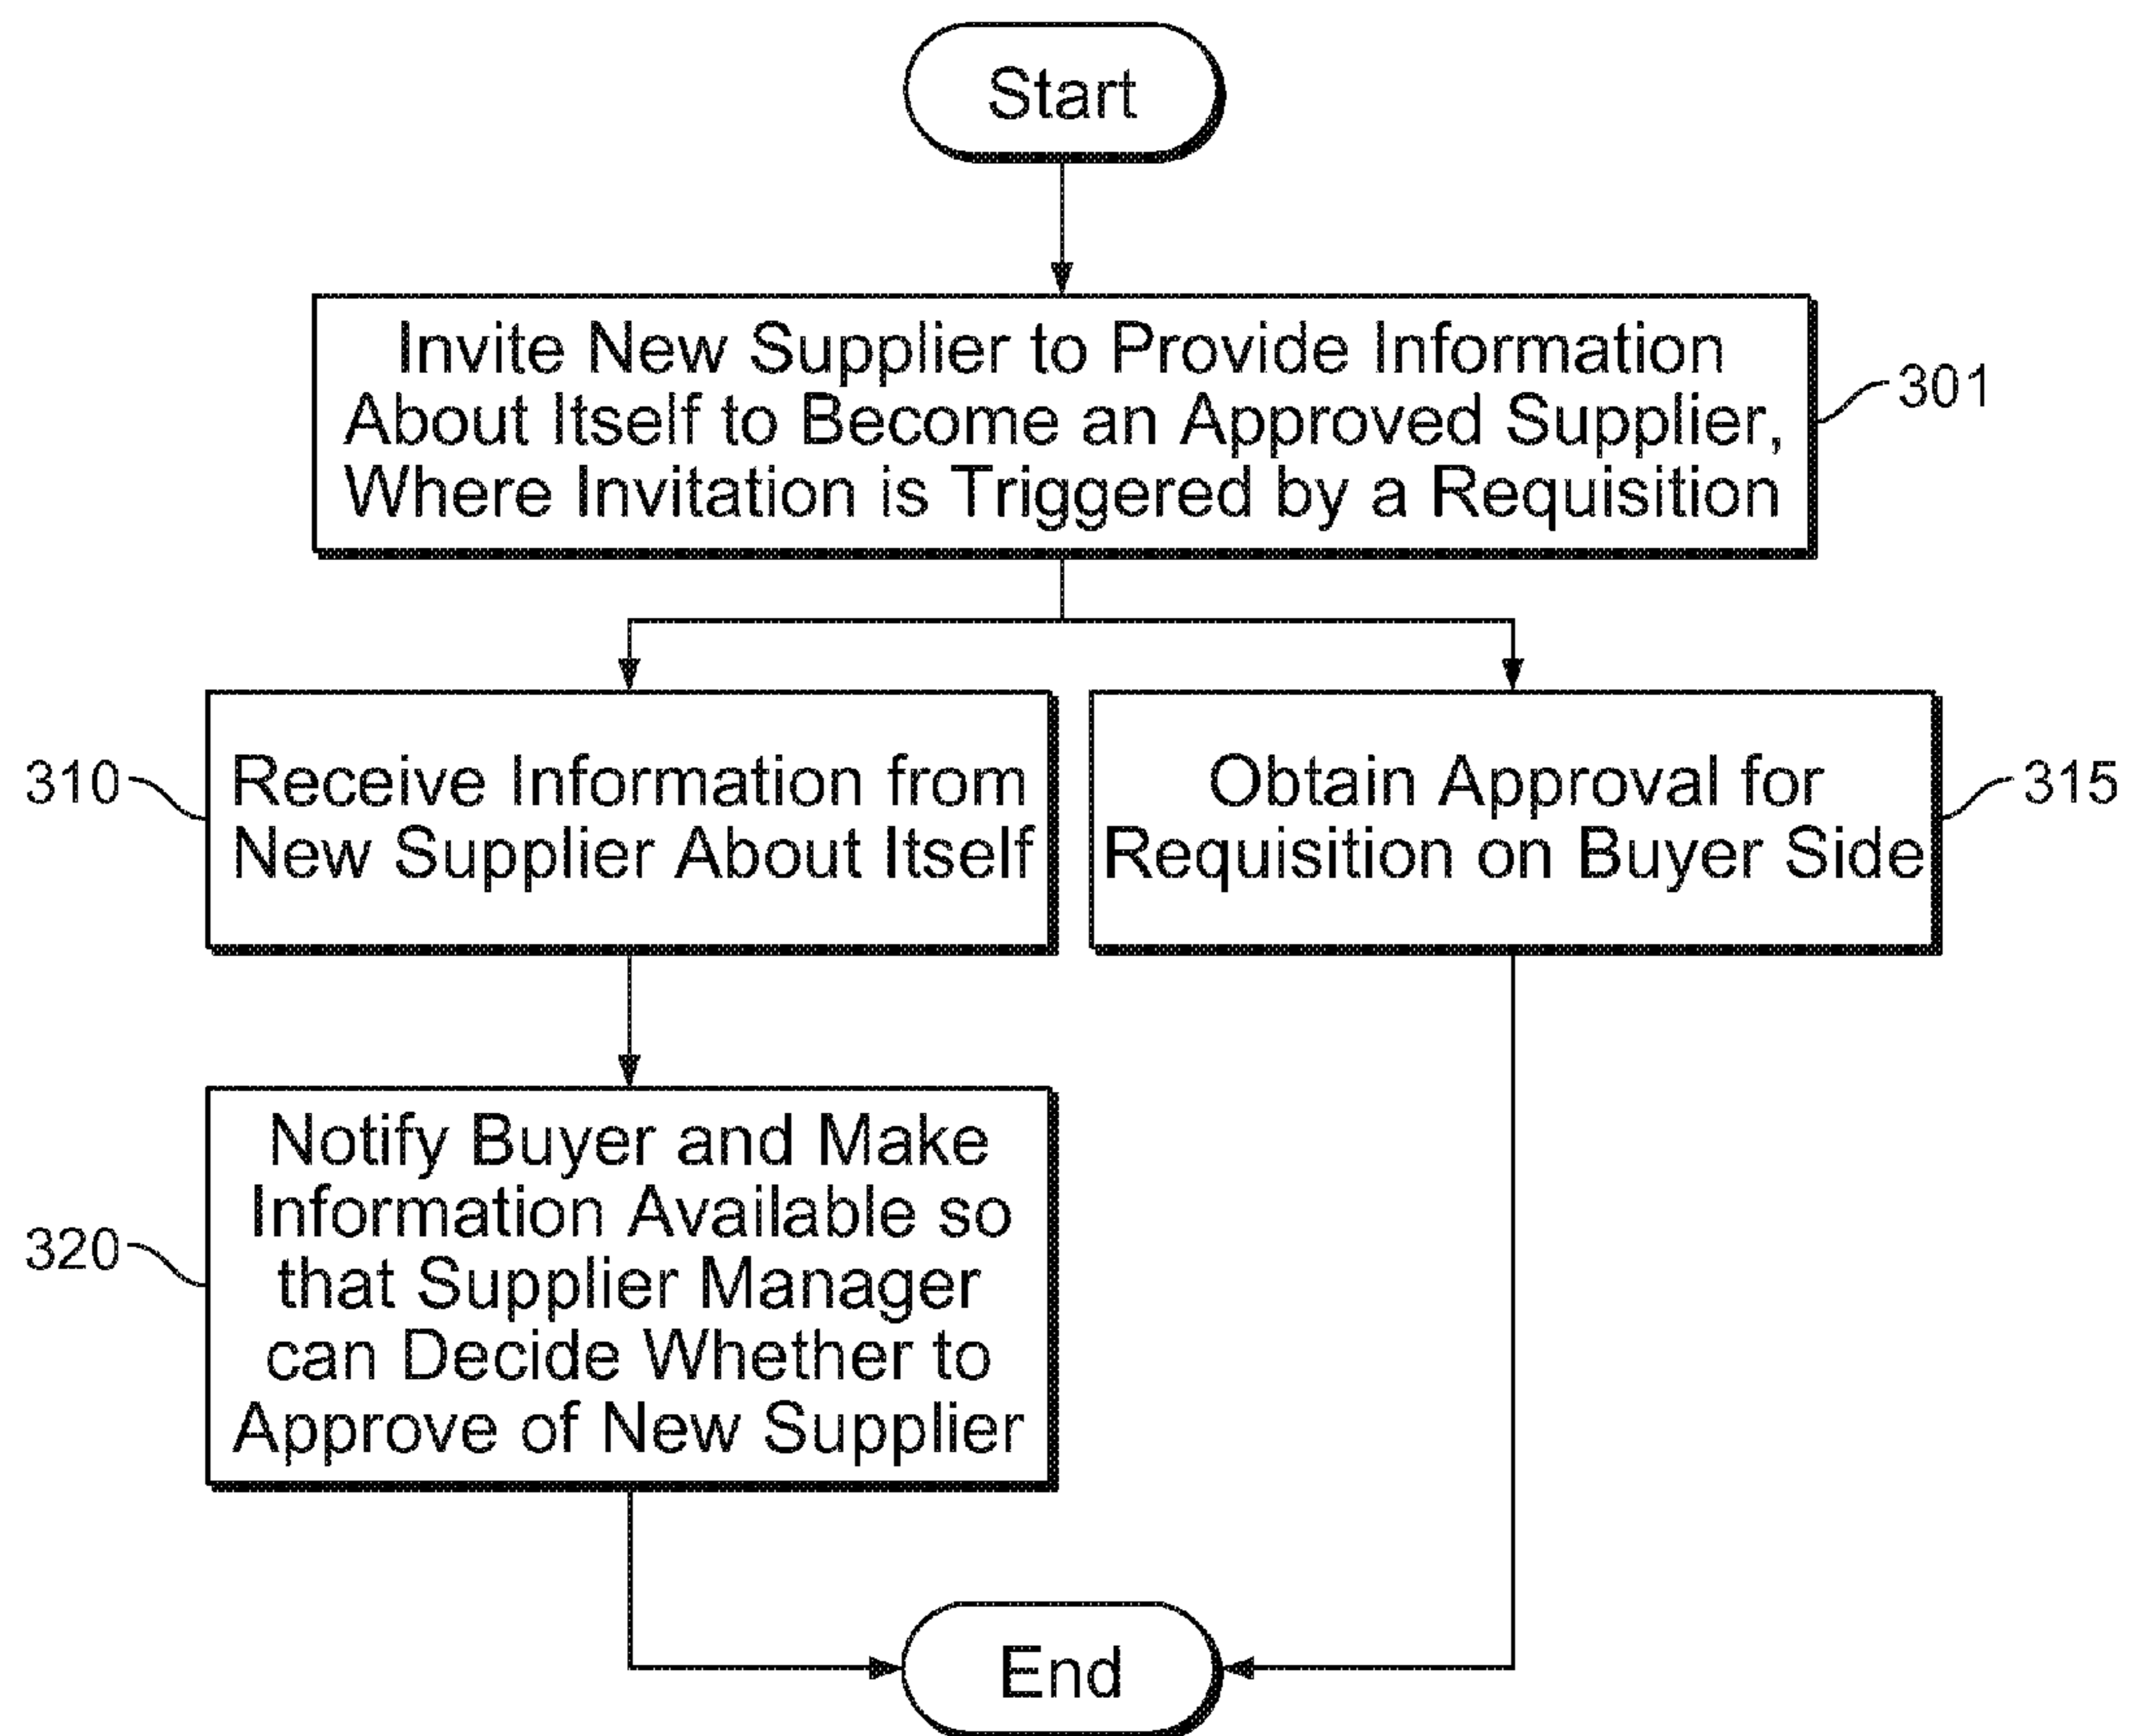 Start
Invite New Supplier to Provide Information
About Itself to Become an Approved Supplier,
Where Invitation is Triggered by a Requisition
301
310
Receive Information from
New Supplier About Itself
Obtain Approval for
Requisition on Buyer Side
315
320
Notify Buyer and Make
Information Available so
that Supplier Manager
can Decide Whether to
Approve of New Supplier
End